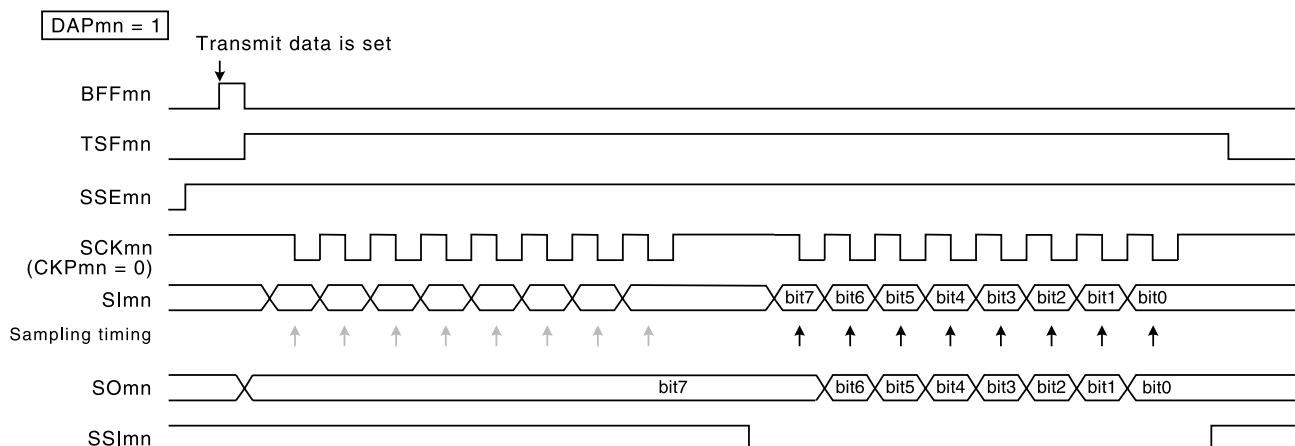 DAPmn = 1
Transmit data is set
BFFmn
TSFmn
SSEmn
SCKmn
(CKPmn = 0)
SImn
bit7 bit6 bit5 bit4 bit3 bit2 bit1 bit0
Sampling timing
SOmn
bit7 bit6 bit5 bit4 bit3 bit2 bit1 bit0
SSImn